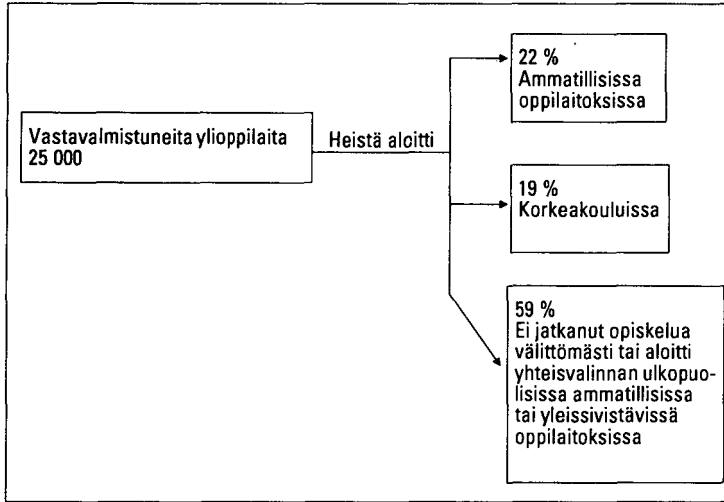 Vastavalmistuneita ylioppilaita
25 000
Heistä aloitti
22 %
Ammatillisissa
oppilaitoksissa
19 %
Korkeakouluissa
59 %
Ei jatkanut opiskelua
välittömästi tai aloitti
yhteisvalinnan ulkopuo-
lisissa ammatillisissa
tai yleissivistävissä
oppilaitoksissa